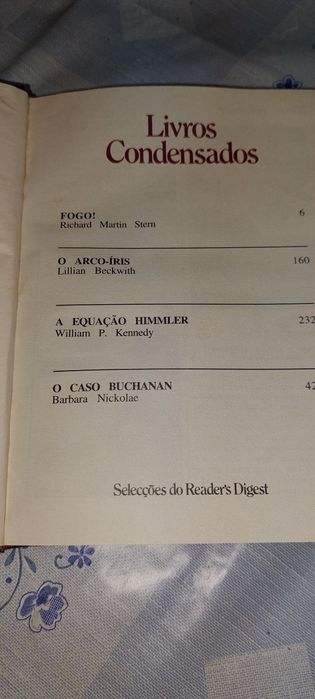 Livros
Condensados
FOGO! 6
Richard Martin Stern
O ARCO-ÍRIS 160
Lillian Beckwith
A EQUAÇÃO HIMMLER 232
William P. Kennedy
O CASO BUCHANAN
Barbara Nickolae
Selecções do Reader's Digest